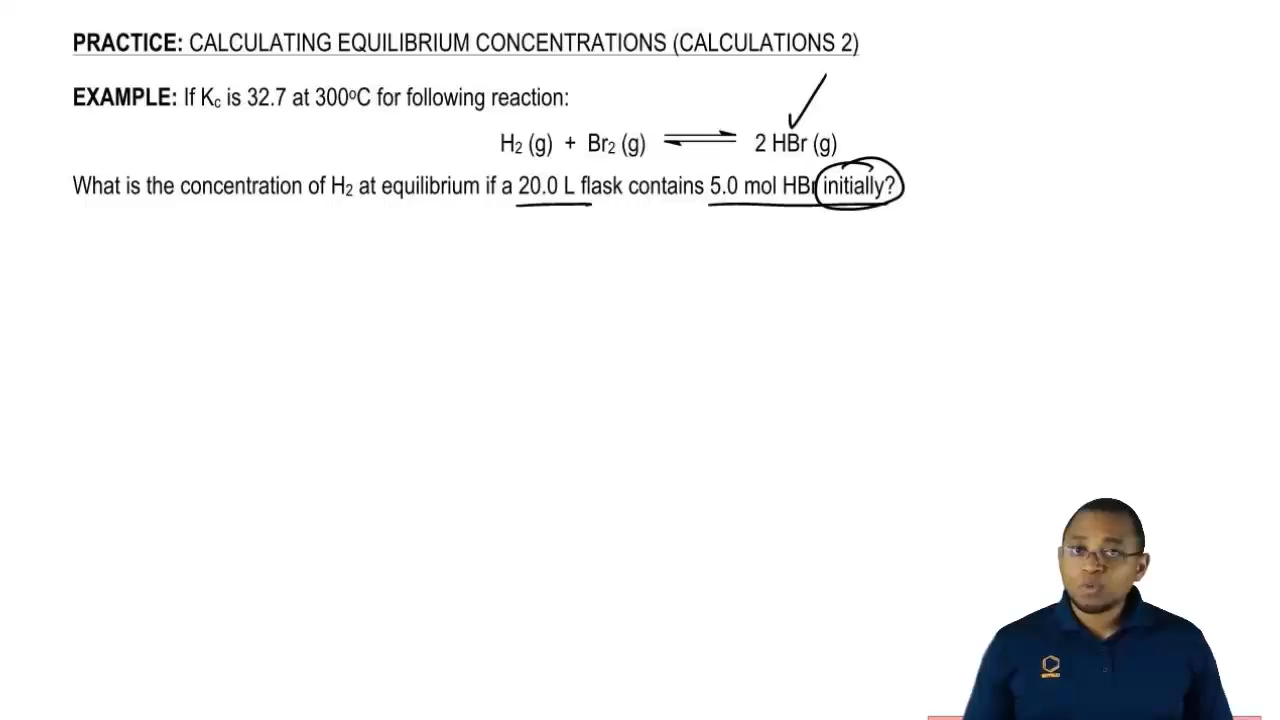 PRACTICE: CALCULATING EQUILIBRIUM CONCENTRATIONS (CALCULATIONS 2)
EXAMPLE: If Kc is 32.7 at 300°C for following reaction:
H2 (g) + Br2 (g) ⇌ 2 HBr (g)
What is the concentration of H2 at equilibrium if a 20.0 L flask contains 5.0 mol HBr initially?